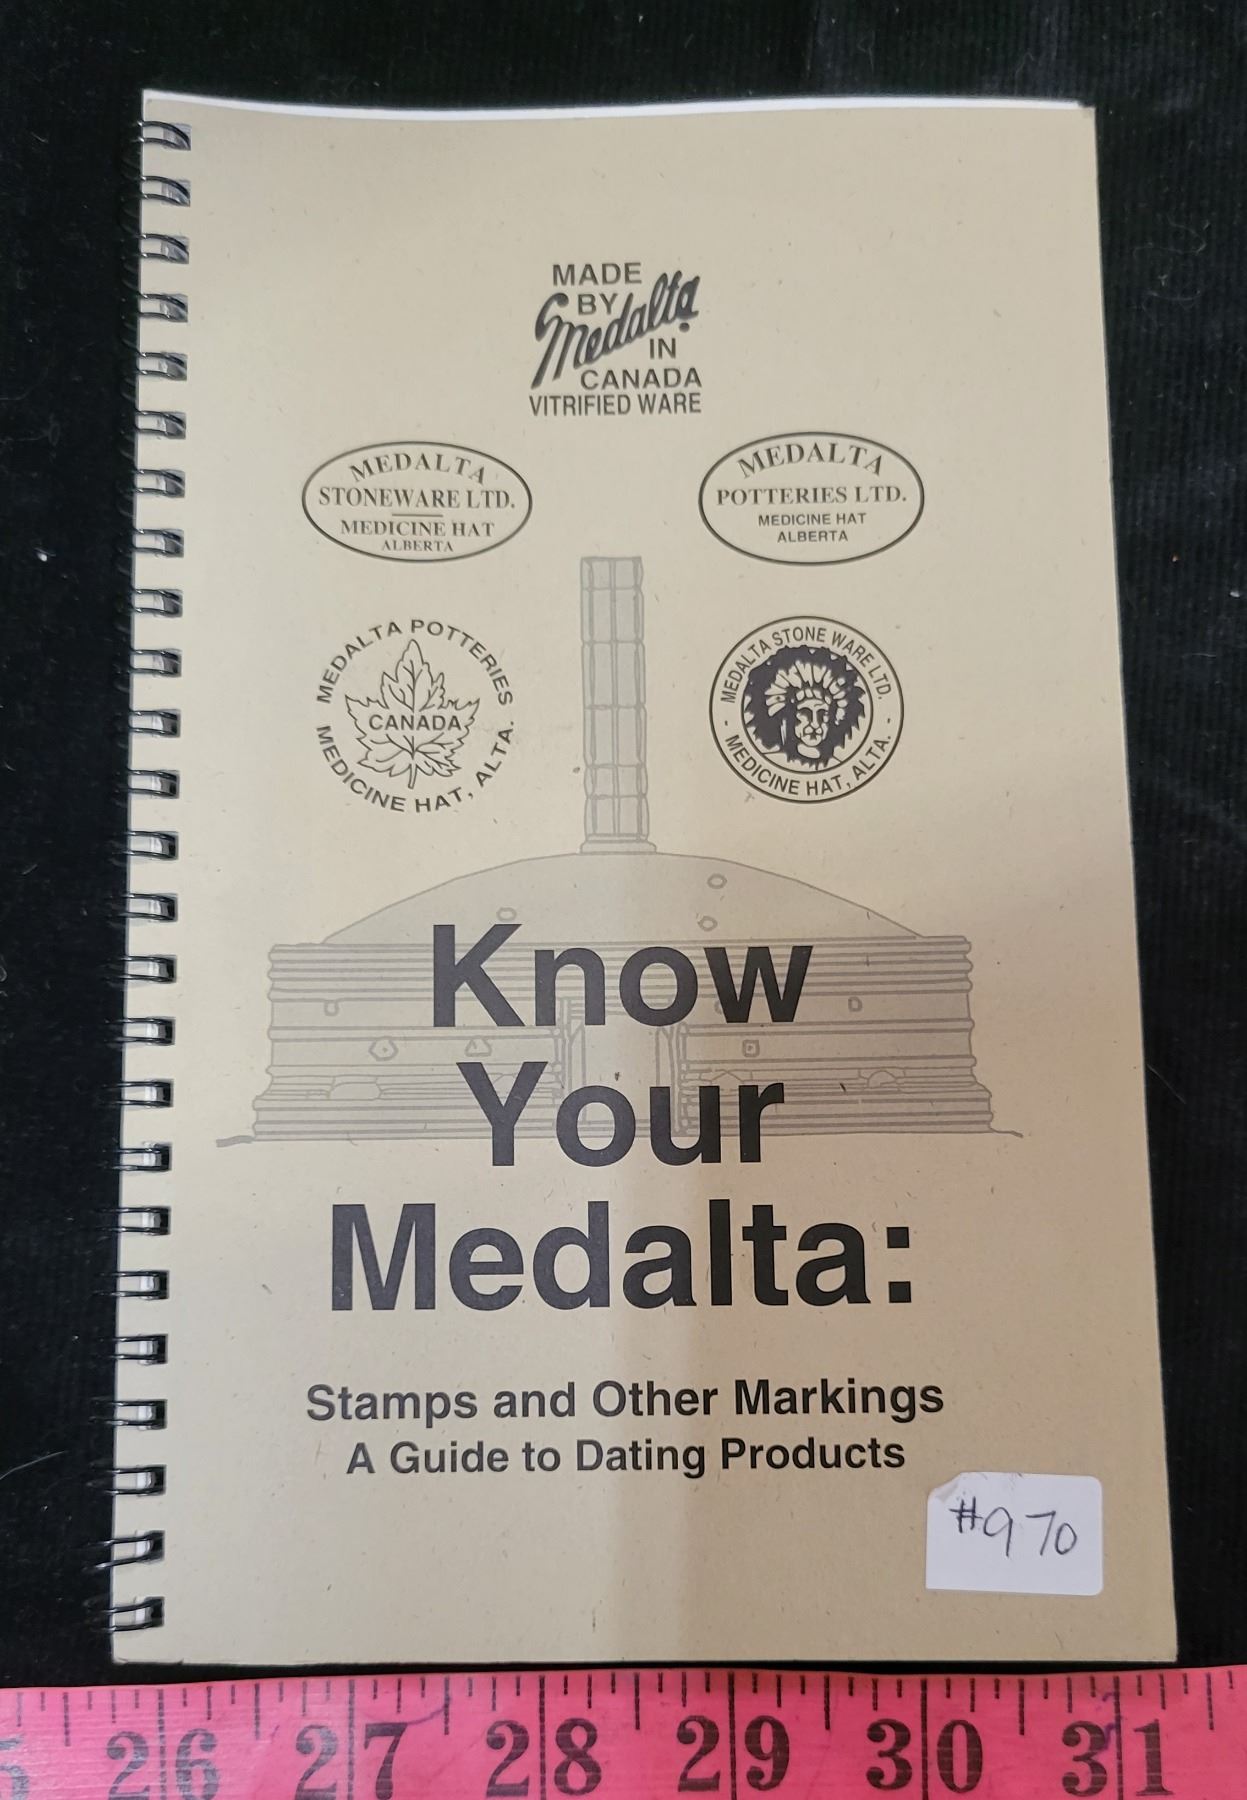 MADE
BY Medalta
IN
CANADA
VITRIFIED WARE
MEDALTA
STONEWARE LTD.
MEDICINE HAT
ALBERTA
MEDALTA
POTTERIES LTD.
MEDICINE HAT
ALBERTA
MEDALTA POTTERIES
CANADA
MEDICINE HAT, ALTA.
MEDALTA STONE WARE LTD.
- MEDICINE HAT, ALTA. -
Know
Your
Medalta:
Stamps and Other Markings
A Guide to Dating Products
#970
5 26 27 28 29 30 31